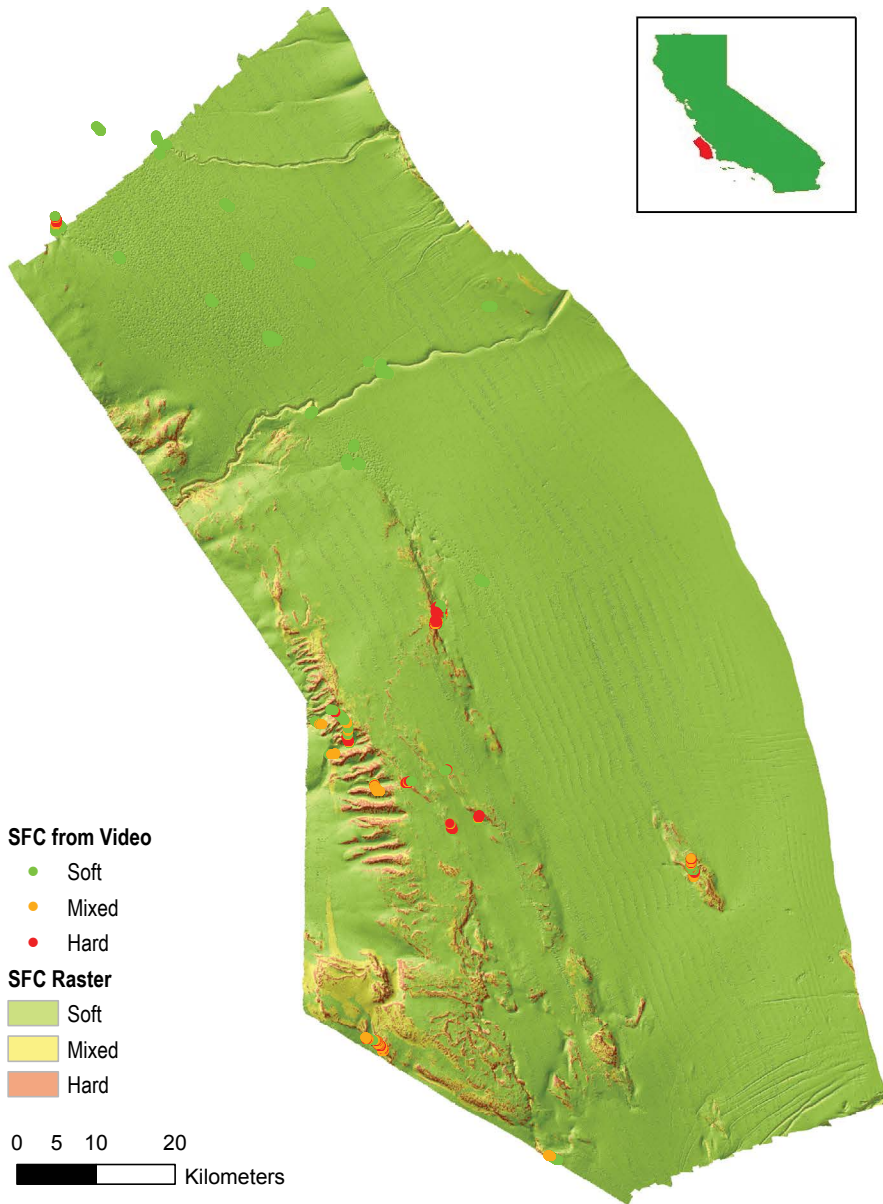 SFC from Video
Soft
Mixed
Hard
SFC Raster
Soft
Mixed
Hard
0 5 10 20
Kilometers